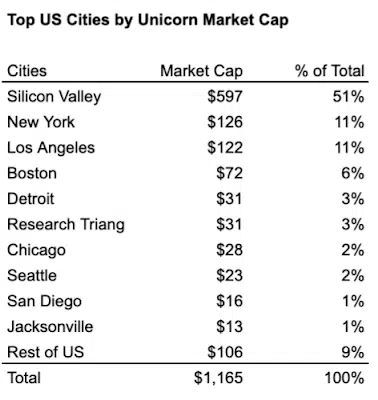 Top US Cities by Unicorn Market Cap
Cities Market Cap % of Total
Silicon Valley $597 51%
New York $126 11%
Los Angeles $122 11%
Boston $72 6%
Detroit $31 3%
Research Triang $31 3%
Chicago $28 2%
Seattle $23 2%
San Diego $16 1%
Jacksonville $13 1%
Rest of US $106 9%
Total $1,165 100%